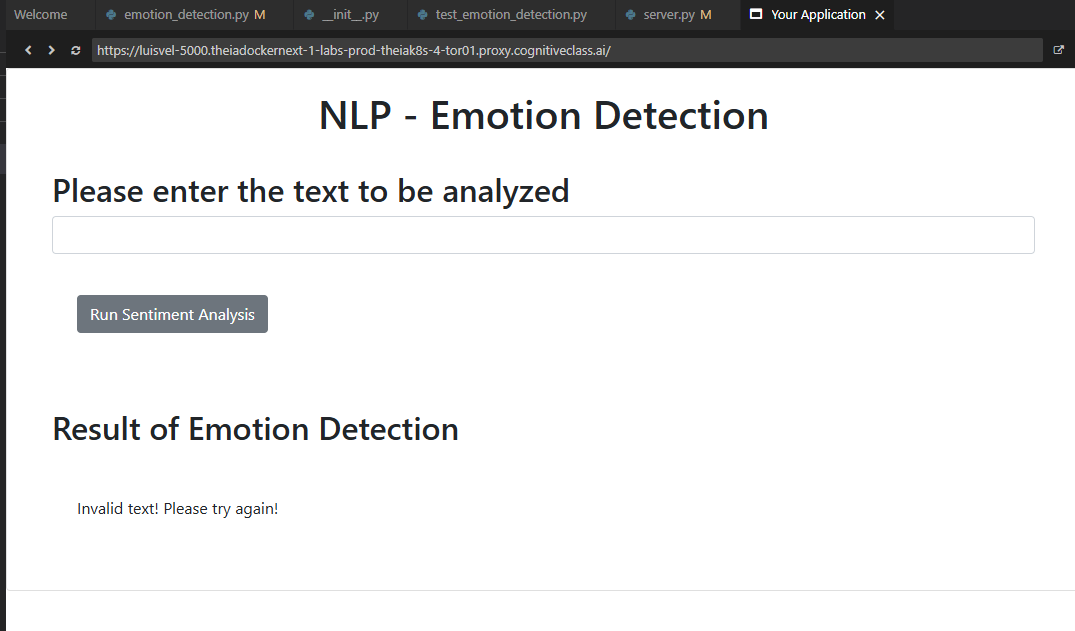 Welcome emotion_detection.py M __init__.py test_emotion_detection.py server.py M Your Application
https://luisvel-5000.theiadockernext-1-labs-prod-theiak8s-4-tor01.proxy.cognitiveclass.ai/
NLP - Emotion Detection
Please enter the text to be analyzed
Run Sentiment Analysis
Result of Emotion Detection
Invalid text! Please try again!